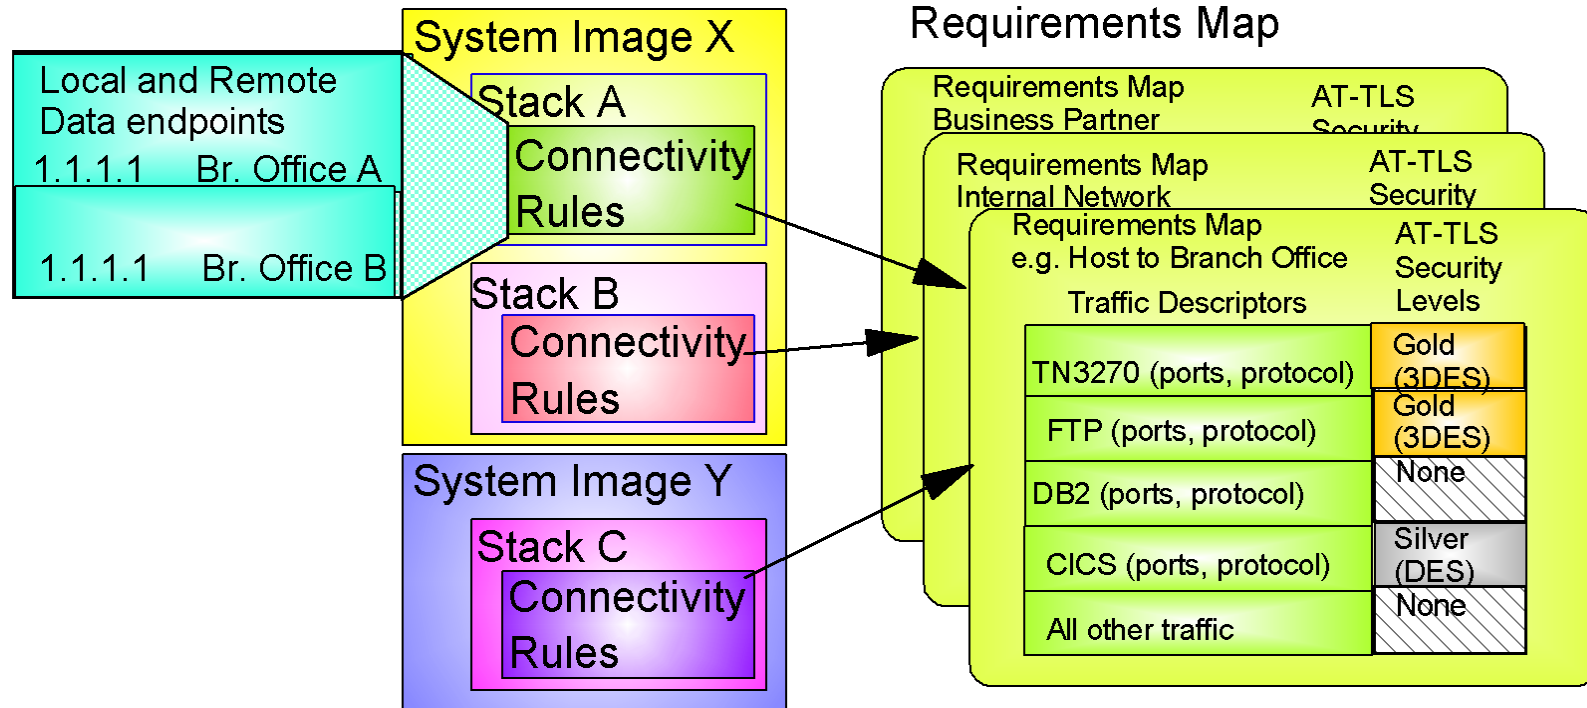 Requirements Map
System Image X
Local and Remote
Data endpoints
1.1.1.1 Br. Office A
1.1.1.1 Br. Office B
Stack A
Connectivity
Rules
Stack B
Connectivity
Rules
System Image Y
Stack C
Connectivity
Rules
Requirements Map
Business Partner
AT-TLS
Security
Requirements Map
Internal Network
AT-TLS
Security
Requirements Map
e.g. Host to Branch Office
AT-TLS
Security
Levels
Traffic Descriptors
TN3270 (ports, protocol)
Gold
(3DES)
FTP (ports, protocol)
Gold
(3DES)
DB2 (ports, protocol)
None
CICS (ports, protocol)
Silver
(DES)
All other traffic
None